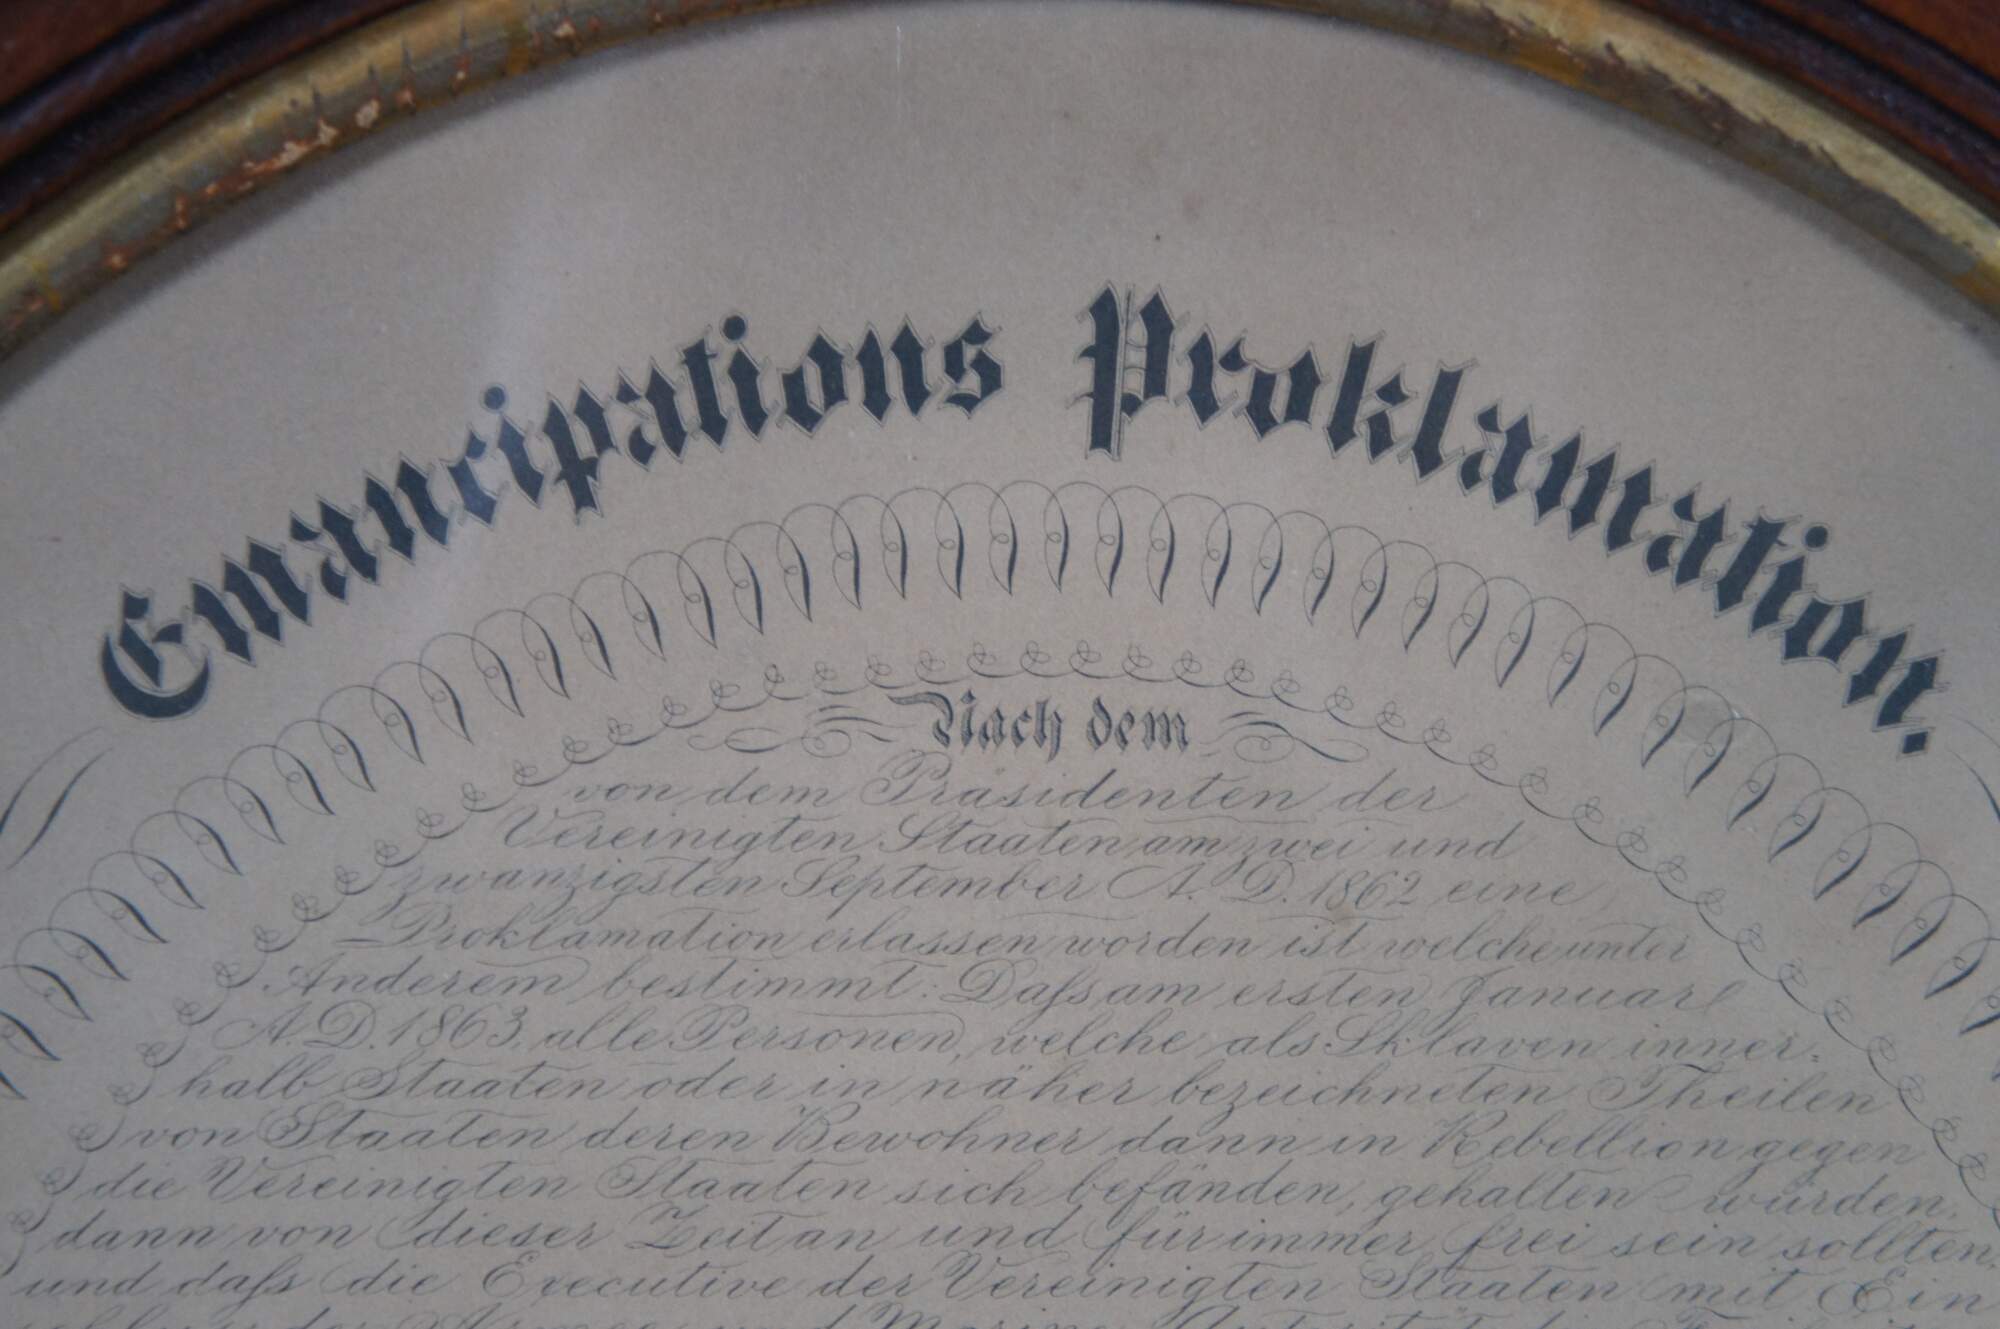 Emancipations Proklamation.
Nach dem
von dem Präsidenten der
Vereinigten Staaten am zwei und
zwanzigsten September A. D. 1862 eine
Proklamation erlassen worden ist welche unter
Anderem bestimmt: Daſs am ersten Januar
A. D. 1863, alle Personen, welche als Sklaven inner=
halb Staaten oder in näher bezeichneten Theilen
von Staaten deren Bewohner dann in Rebellion gegen
die Vereinigten Staaten sich befänden, gehalten würden,
dann von dieser Zeit an und für immer frei sein sollten,
und daſs die Executive der Vereinigten Staaten mit Ein
der Armee und Marine